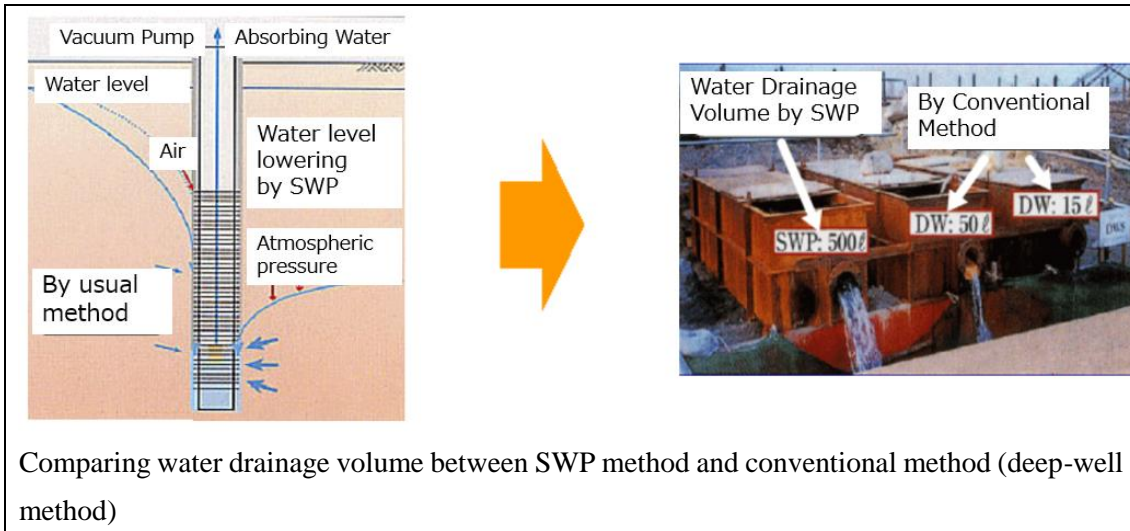 Vacuum Pump
Absorbing Water
Water level
Air
Water level
lowering
by SWP
Atmospheric
pressure
By usual
method
Water Drainage
Volume by SWP
By Conventional
Method
SWP: 500ℓ
DW: 50ℓ
DW: 15ℓ
DW5
Comparing water drainage volume between SWP method and conventional method (deep-well
method)